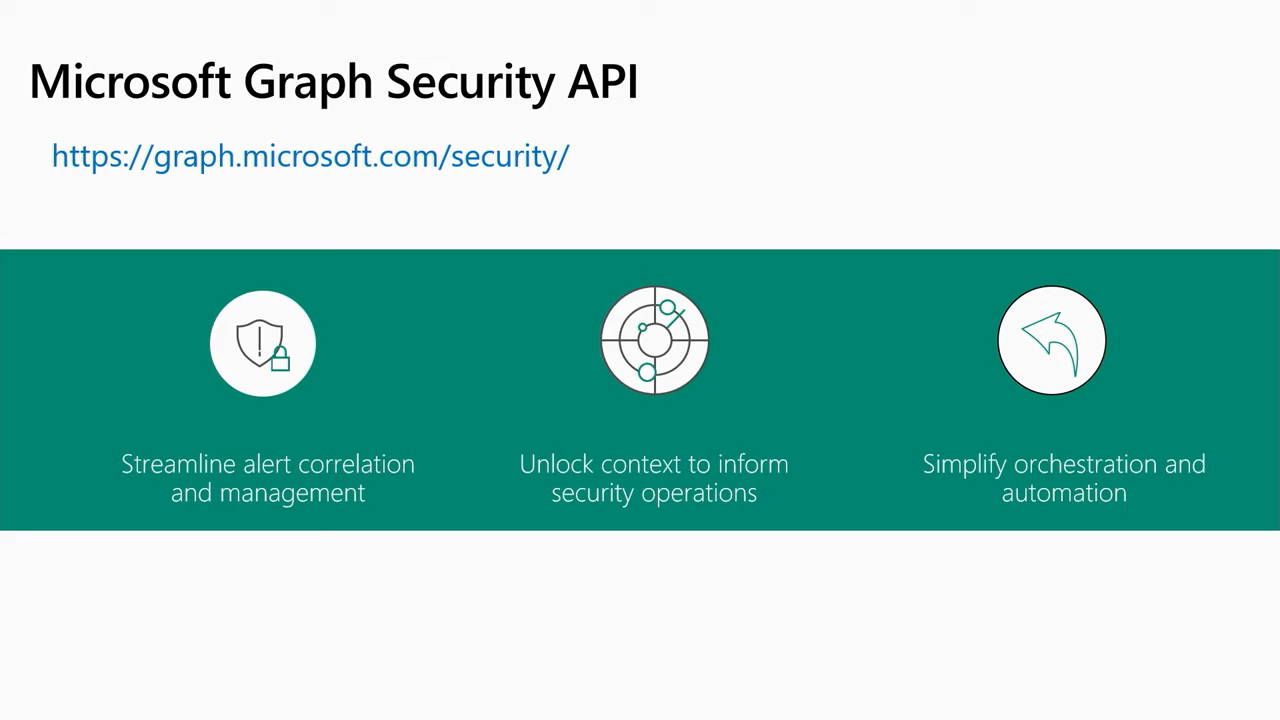 Microsoft Graph Security API
https://graph.microsoft.com/security/
Streamline alert correlation
and management
Unlock context to inform
security operations
Simplify orchestration and
automation